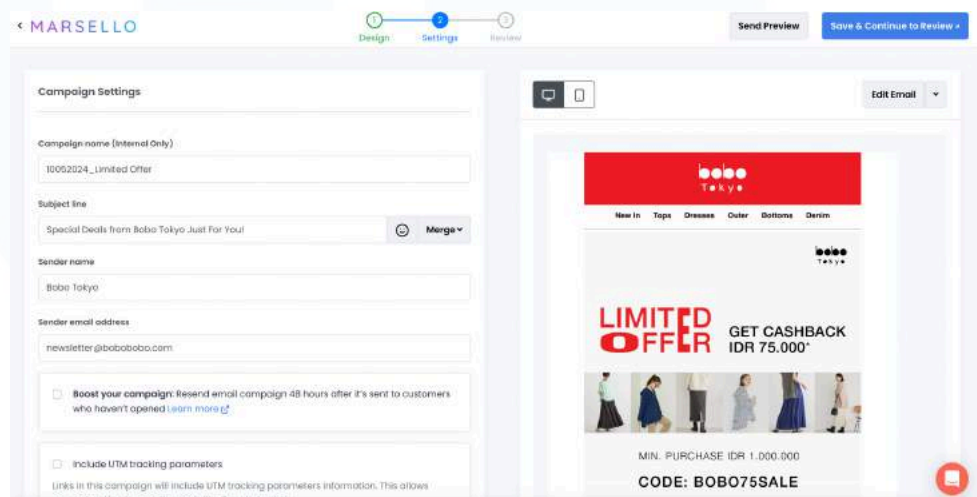 MARSELLO
1
2
3
Design
Settings
Review
Send Preview
Save & Continue to Review
Campaign Settings
Campaign name (Internal Only)
10052024_Limited Offer
Subject line
Special Deals from Bobo Tokyo Just For You!
Merge
Sender name
Bobo Tokyo
Sender email address
newsletter@bobobobo.com
Boost your campaign: Resend email campaign 48 hours after it's sent to customers
who haven't opened Learn more
Include UTM tracking parameters
Links in this campaign will include UTM tracking parameters information. This allows
Edit Email
bobo
Tokyo
New In Tops Dresses Outer Bottoms Denim
bobo
Tokyo
LIMITED
OFFER
GET CASHBACK
IDR 75.000*
MIN. PURCHASE IDR 1.000.000
CODE: BOBO75SALE